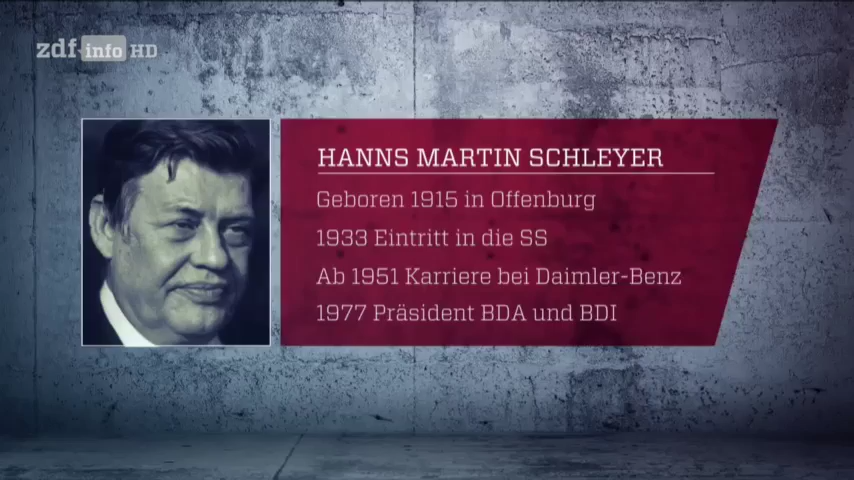 zdf info HD
HANNS MARTIN SCHLEYER
Geboren 1915 in Offenburg
1933 Eintritt in die SS
Ab 1951 Karriere bei Daimler-Benz
1977 Präsident BDA und BDI